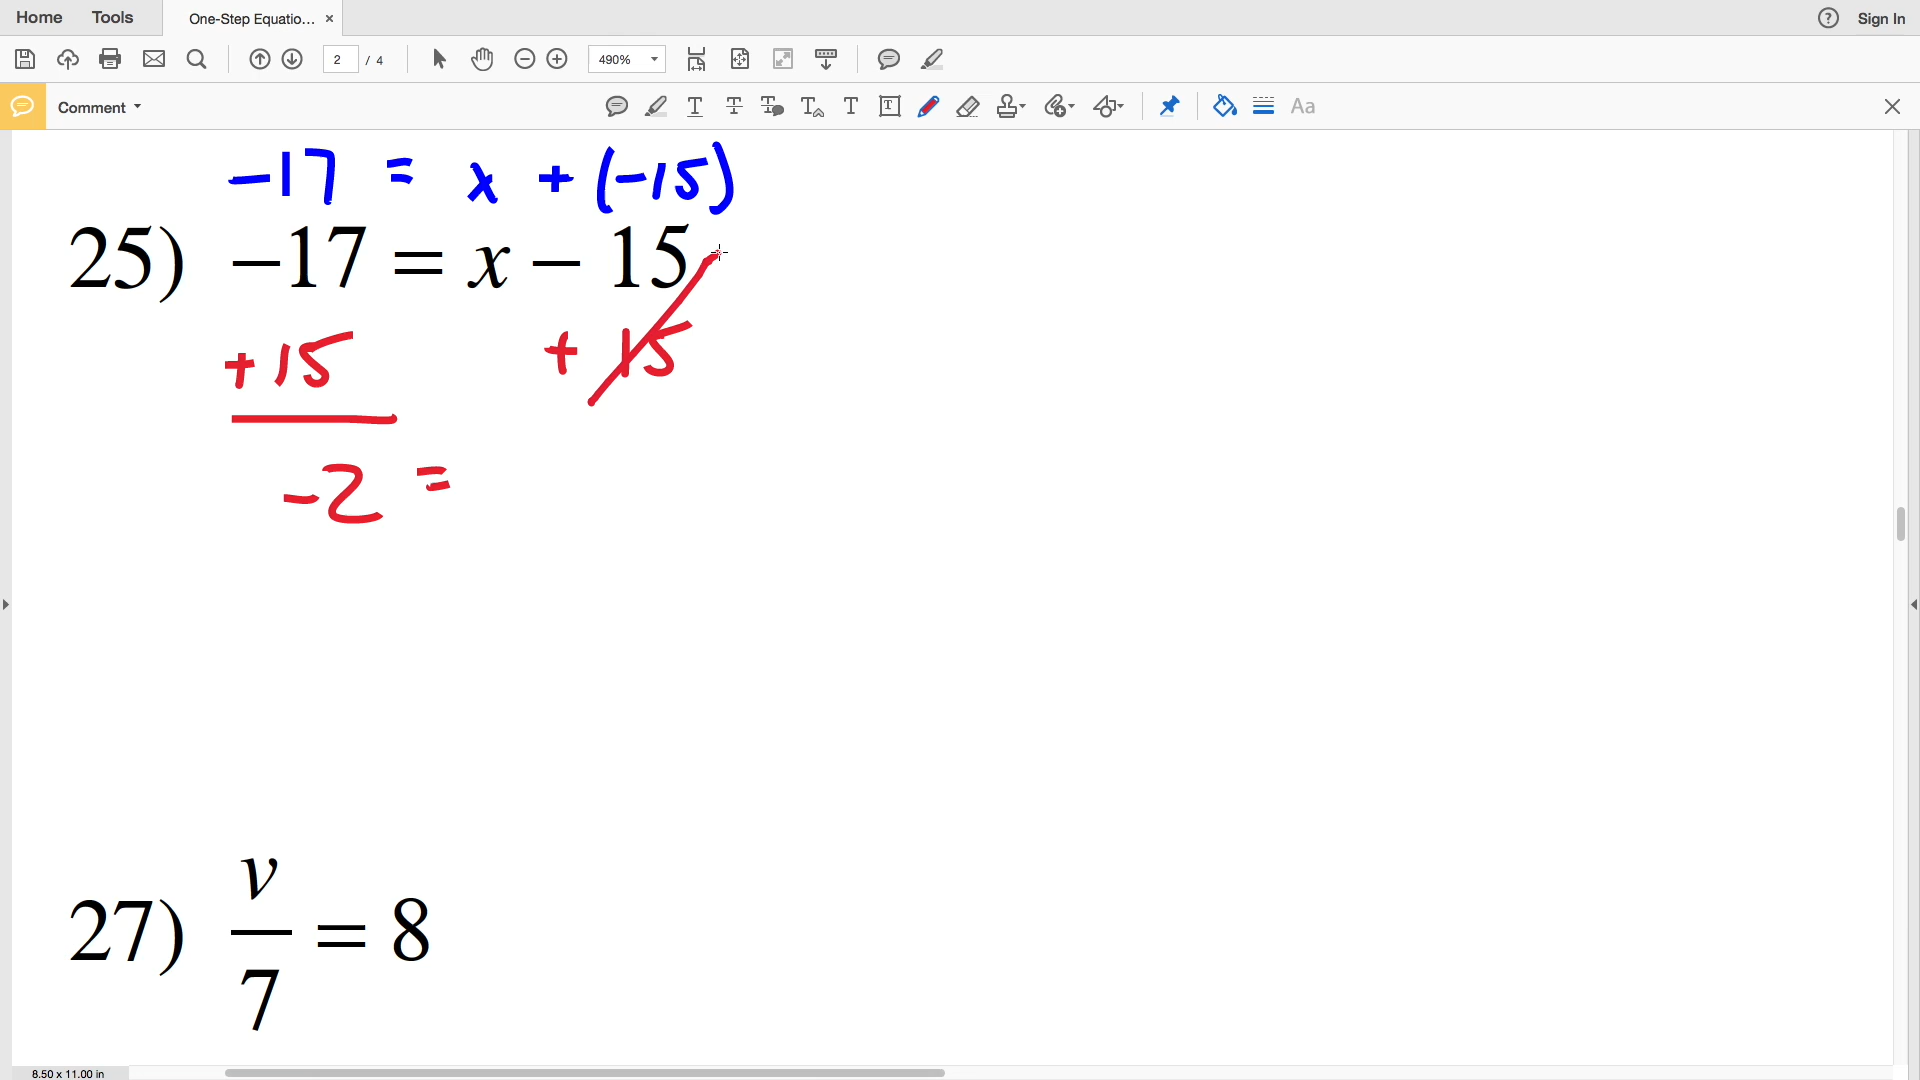 Home Tools One-Step Equatio... × ? Sign In
2 / 4 490%
Comment T T T T T T Aa
-17 = x + (-15)
25) −17 = x − 15
+15 + 15
-2 =
27) v/7 = 8
8.50 x 11.00 in